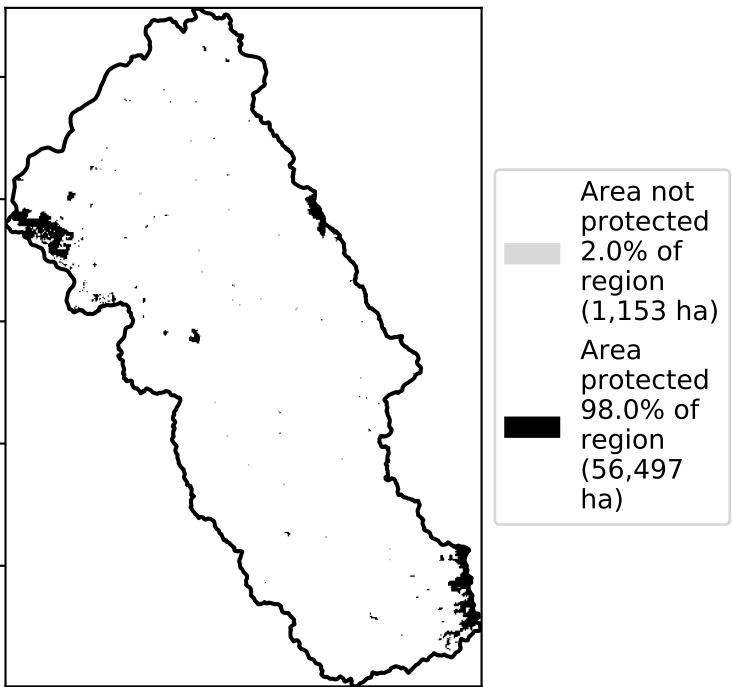 Area not
protected
2.0% of
region
(1,153 ha)
Area
protected
98.0% of
region
(56,497
ha)